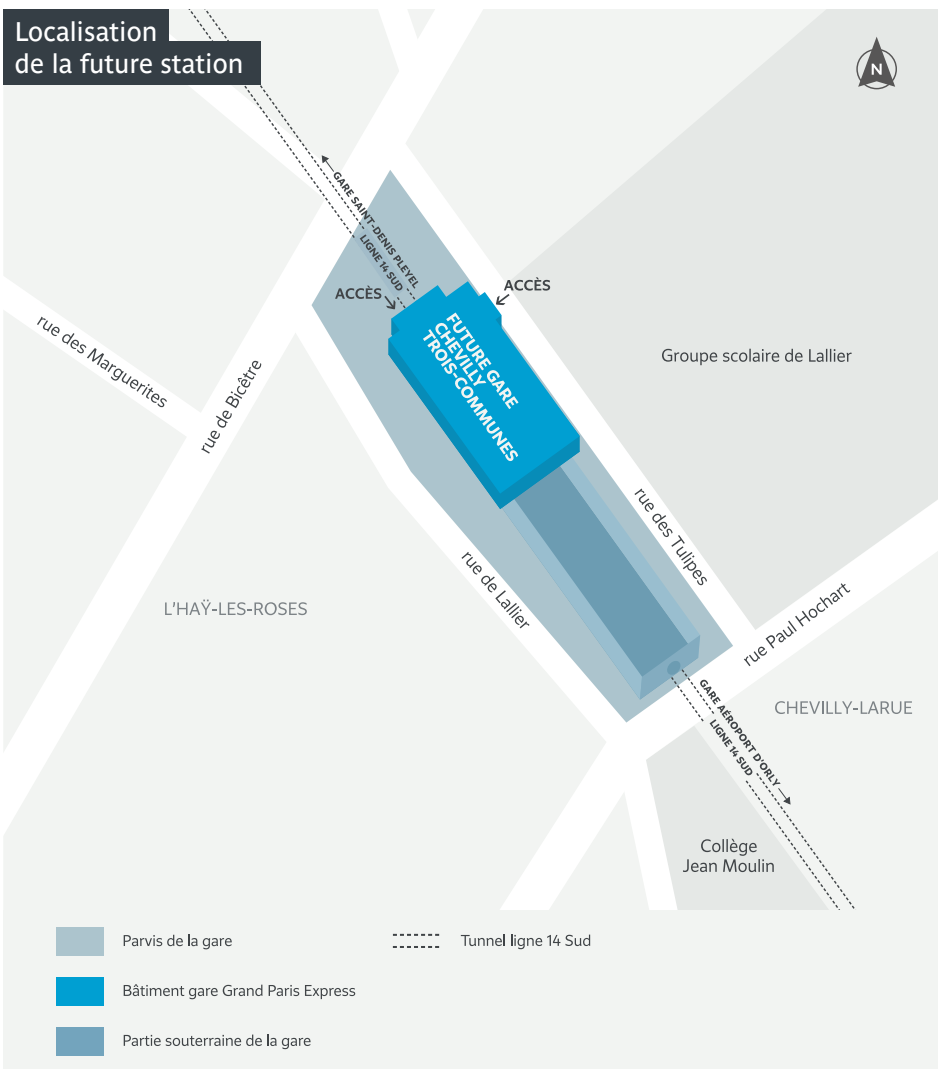 Localisation
de la future station
N
GARE SAINT-DENIS PLEYEL
LIGNE 14 SUD
ACCÈS
ACCÈS
FUTURE GARE
CHEVILLY
TROIS-COMMUNES
Groupe scolaire de Lallier
rue des Marguerites
rue de Bicêtre
rue des Tulipes
rue de Lallier
L'HAŸ-LES-ROSES
rue Paul Hochart
GARE AÉROPORT D'ORLY
LIGNE 14 SUD
CHEVILLY-LARUE
Collège
Jean Moulin
Parvis de la gare
Tunnel ligne 14 Sud
Bâtiment gare Grand Paris Express
Partie souterraine de la gare